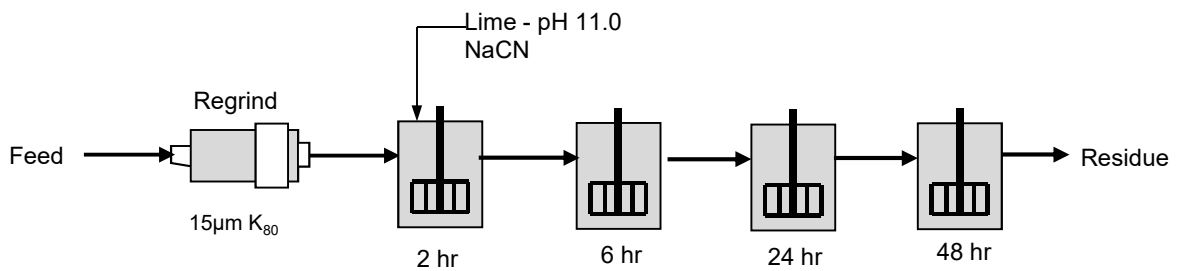 Lime - pH 11.0
NaCN
Regrind
Feed
Residue
15µm K₈₀
2 hr
6 hr
24 hr
48 hr